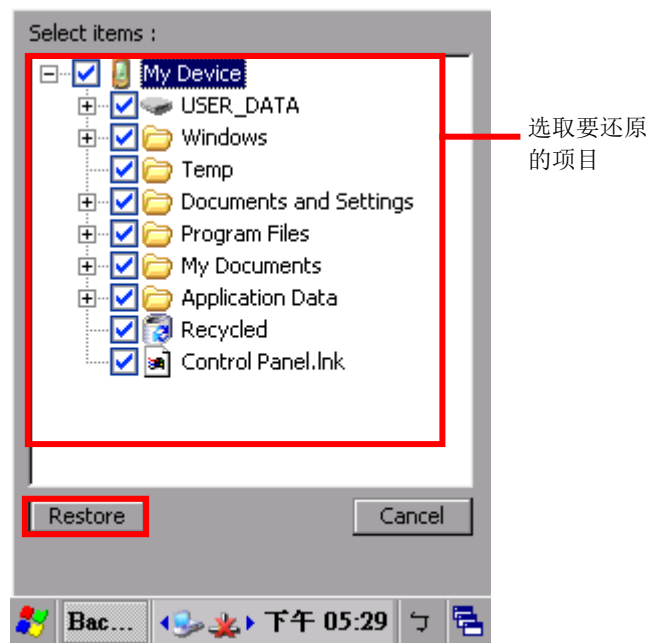 Select items :
My Device
USER_DATA
Windows
Temp
Documents and Settings
Program Files
My Documents
Application Data
Recycled
Control Panel.lnk
选取要还原
的项目
Restore
Cancel
Bac...
下午 05:29
ㄅ